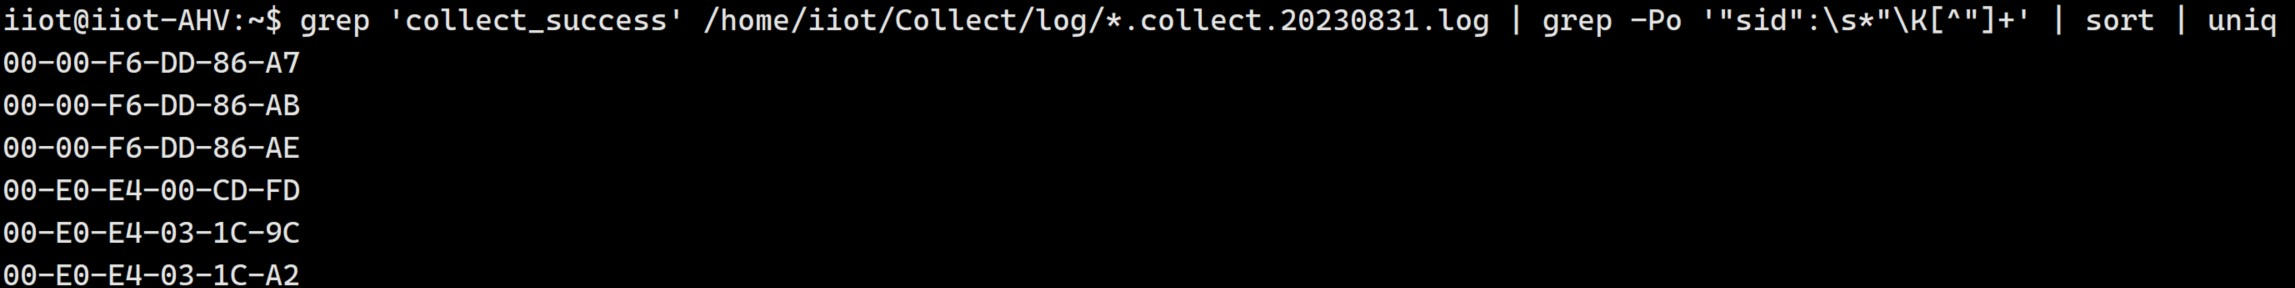 iiot@iiot-AHV:~$ grep 'collect_success' /home/iiot/Collect/log/*.collect.20230831.log | grep -Po '"sid":\s*"\K[^"]+' | sort | uniq
00-00-F6-DD-86-A7
00-00-F6-DD-86-AB
00-00-F6-DD-86-AE
00-E0-E4-00-CD-FD
00-E0-E4-03-1C-9C
00-E0-E4-03-1C-A2